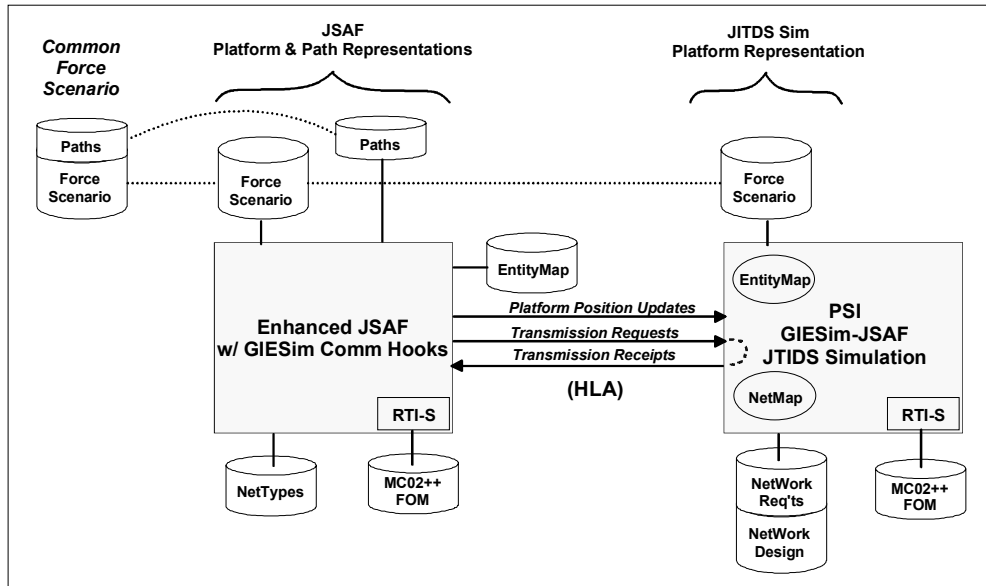 JSAF
Platform & Path Representations
JITDS Sim
Platform Representation
Common
Force
Scenario
Paths
Force
Scenario
Force
Scenario
Paths
Force
Scenario
EntityMap
Enhanced JSAF
w/ GIESim Comm Hooks
RTI-S
Platform Position Updates
Transmission Requests
Transmission Receipts
(HLA)
EntityMap
PSI
GIESim-JSAF
JTIDS Simulation
NetMap
RTI-S
NetTypes
MC02++
FOM
NetWork
Req'ts
NetWork
Design
MC02++
FOM